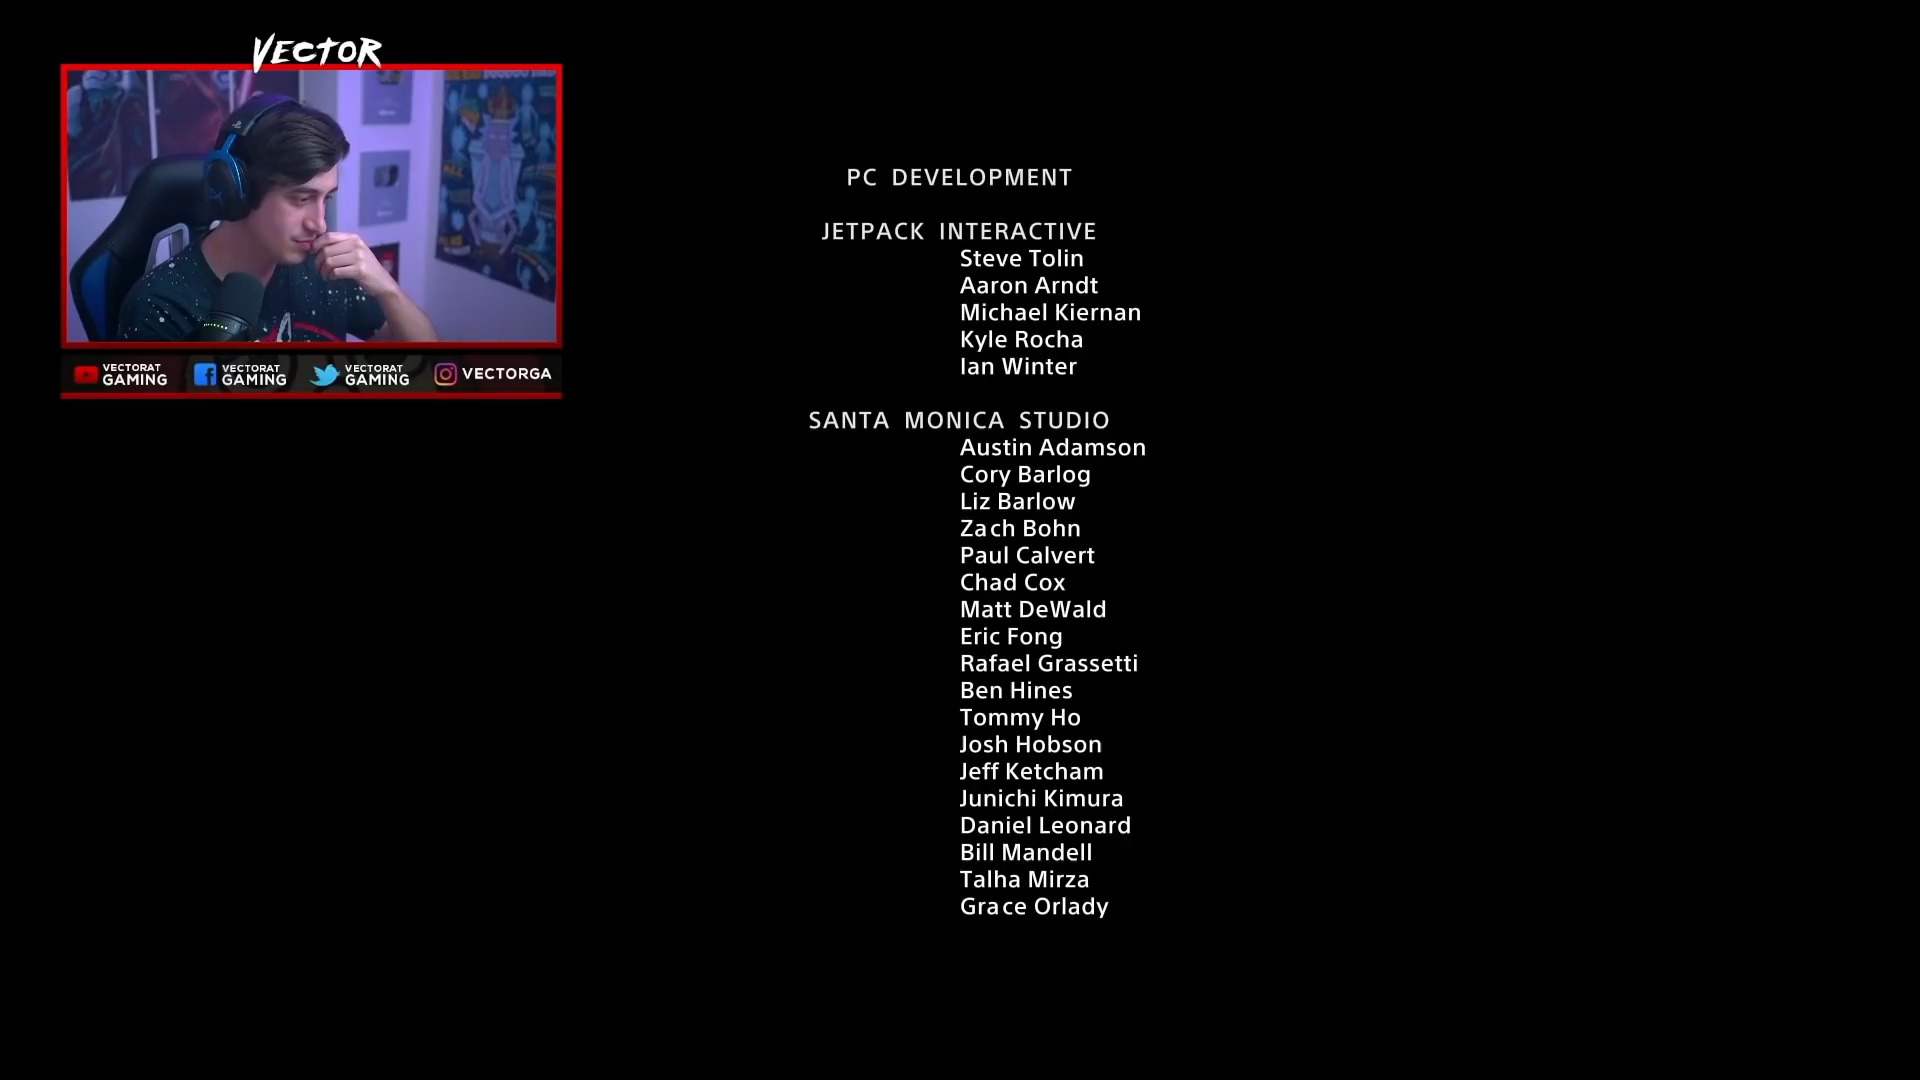 VECTOR
VECTORAT
GAMING
VECTORAT
GAMING
VECTORAT
GAMING
VECTORGA
PC DEVELOPMENT
JETPACK INTERACTIVE
Steve Tolin
Aaron Arndt
Michael Kiernan
Kyle Rocha
Ian Winter
SANTA MONICA STUDIO
Austin Adamson
Cory Barlog
Liz Barlow
Zach Bohn
Paul Calvert
Chad Cox
Matt DeWald
Eric Fong
Rafael Grassetti
Ben Hines
Tommy Ho
Josh Hobson
Jeff Ketcham
Junichi Kimura
Daniel Leonard
Bill Mandell
Talha Mirza
Grace Orlady